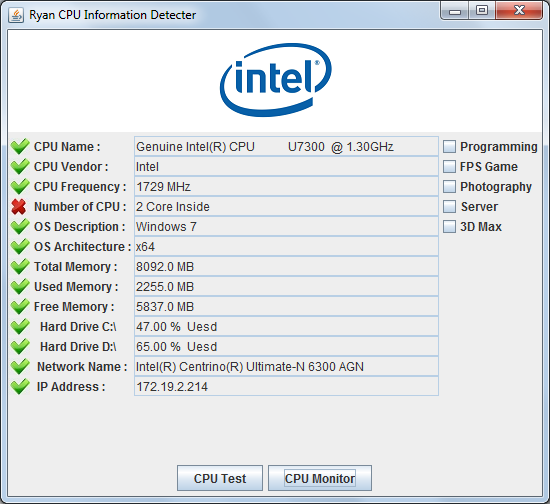 Ryan CPU Information Detecter
intel®
CPU Name : Genuine Intel(R) CPU U7300 @ 1.30GHz Programming
CPU Vendor : Intel FPS Game
CPU Frequency : 1729 MHz Photography
Number of CPU : 2 Core Inside Server
OS Description : Windows 7 3D Max
OS Architecture : x64
Total Memory : 8092.0 MB
Used Memory : 2255.0 MB
Free Memory : 5837.0 MB
Hard Drive C:\ 47.00 % Uesd
Hard Drive D:\ 65.00 % Uesd
Network Name : Intel(R) Centrino(R) Ultimate-N 6300 AGN
IP Address : 172.19.2.214
CPU Test CPU Monitor